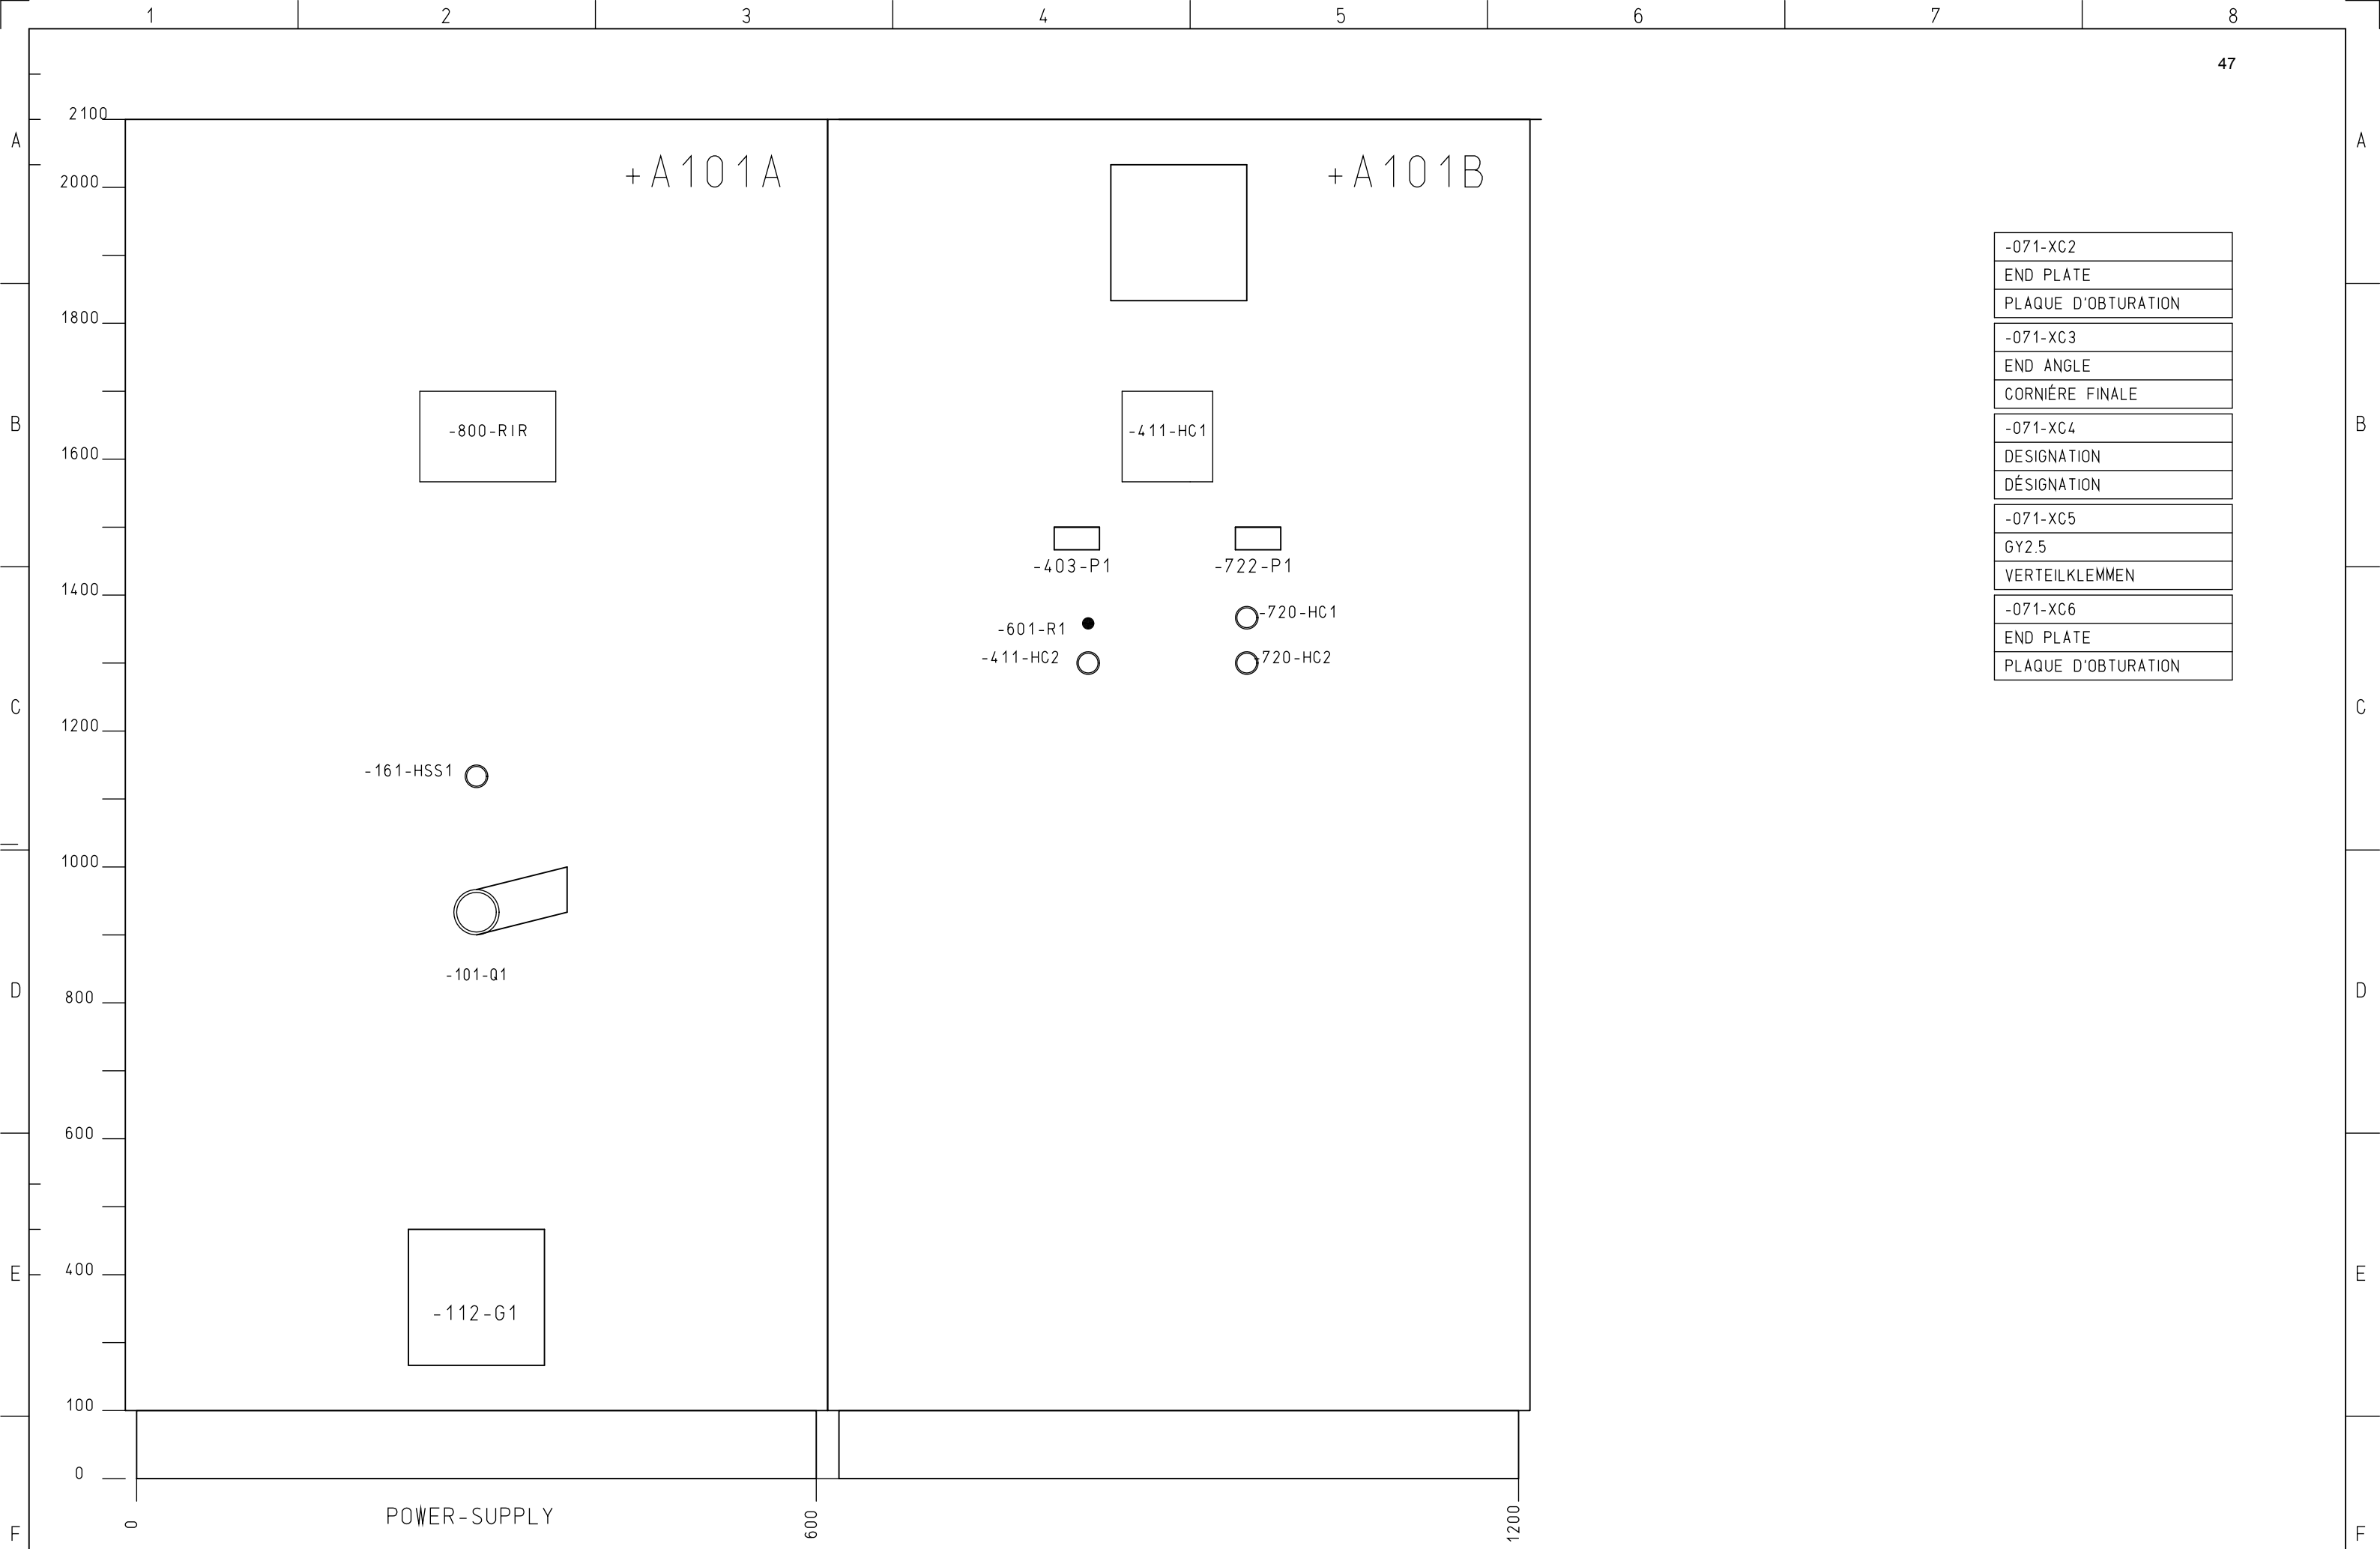 1 2 3 4 5 6 7 8
47
2100
A
A
+A101A
+A101B
2000
-071-XC2
END PLATE
PLAQUE D'OBTURATION
1800
-071-XC3
END ANGLE
CORNIÉRE FINALE
B
B
-800-RIR
-411-HC1
-071-XC4
1600
DESIGNATION
DÉSIGNATION
-071-XC5
GY2.5
VERTEILKLEMMEN
-403-P1
-722-P1
1400
-071-XC6
END PLATE
PLAQUE D'OBTURATION
-720-HC1
-601-R1
-411-HC2
-720-HC2
C
C
1200
-161-HSS1
1000
-101-Q1
D
D
800
600
E
E
400
-112-G1
100
0
POWER-SUPPLY
0
600
1200
F
F